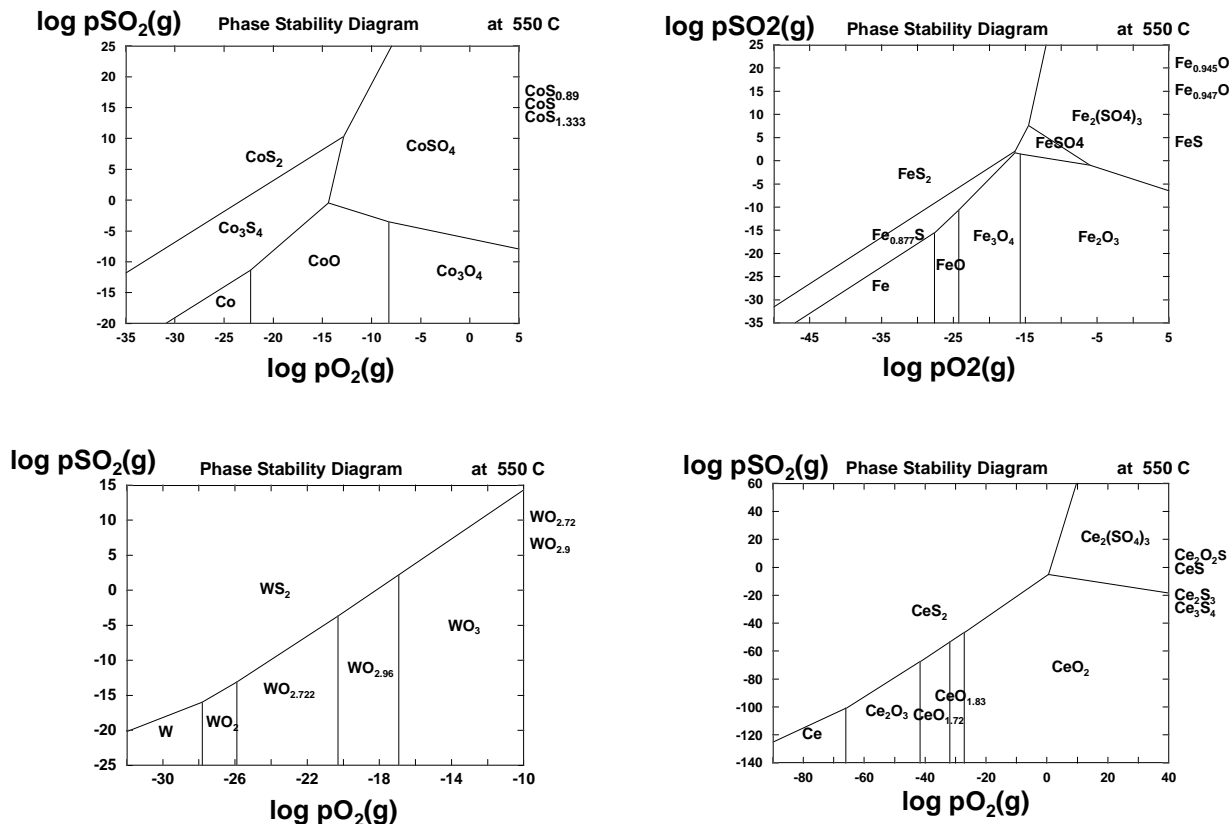 log pSO₂(g) Phase Stability Diagram at 550 C
25
20
15
10
5
0
-5
-10
-15
-20
CoS₀.₈₉
CoS
CoS₁.₃₃₃
CoSO₄
CoS₂
Co₃S₄
CoO
Co₃O₄
Co
-35 -30 -25 -20 -15 -10 -5 0 5
log pO₂(g)
log pSO2(g) Phase Stability Diagram at 550 C
25
20
15
10
5
0
-5
-10
-15
-20
-25
-30
-35
Fe₀.₉₄₅O
Fe₀.₉₄₇O
FeS
Fe₂(SO4)₃
FeSO4
FeS₂
Fe₀.₈₇₇S
Fe₃O₄
Fe₂O₃
FeO
Fe
-45 -35 -25 -15 -5 5
log pO2(g)
log pSO₂(g) Phase Stability Diagram at 550 C
15
10
5
0
-5
-10
-15
-20
-25
WO₂.₇₂
WO₂.₉
WS₂
WO₃
WO₂.₉₆
WO₂.₇₂₂
WO₂
W
-30 -26 -22 -18 -14 -10
log pO₂(g)
log pSO₂(g) Phase Stability Diagram at 550 C
60
40
20
0
-20
-40
-60
-80
-100
-120
-140
Ce₂(SO₄)₃
Ce₂O₂S
CeS
Ce₂S₃
Ce₃S₄
CeS₂
CeO₂
CeO₁.₈₃
Ce₂O₃
CeO₁.₇₂
Ce
-80 -60 -40 -20 0 20 40
log pO₂(g)